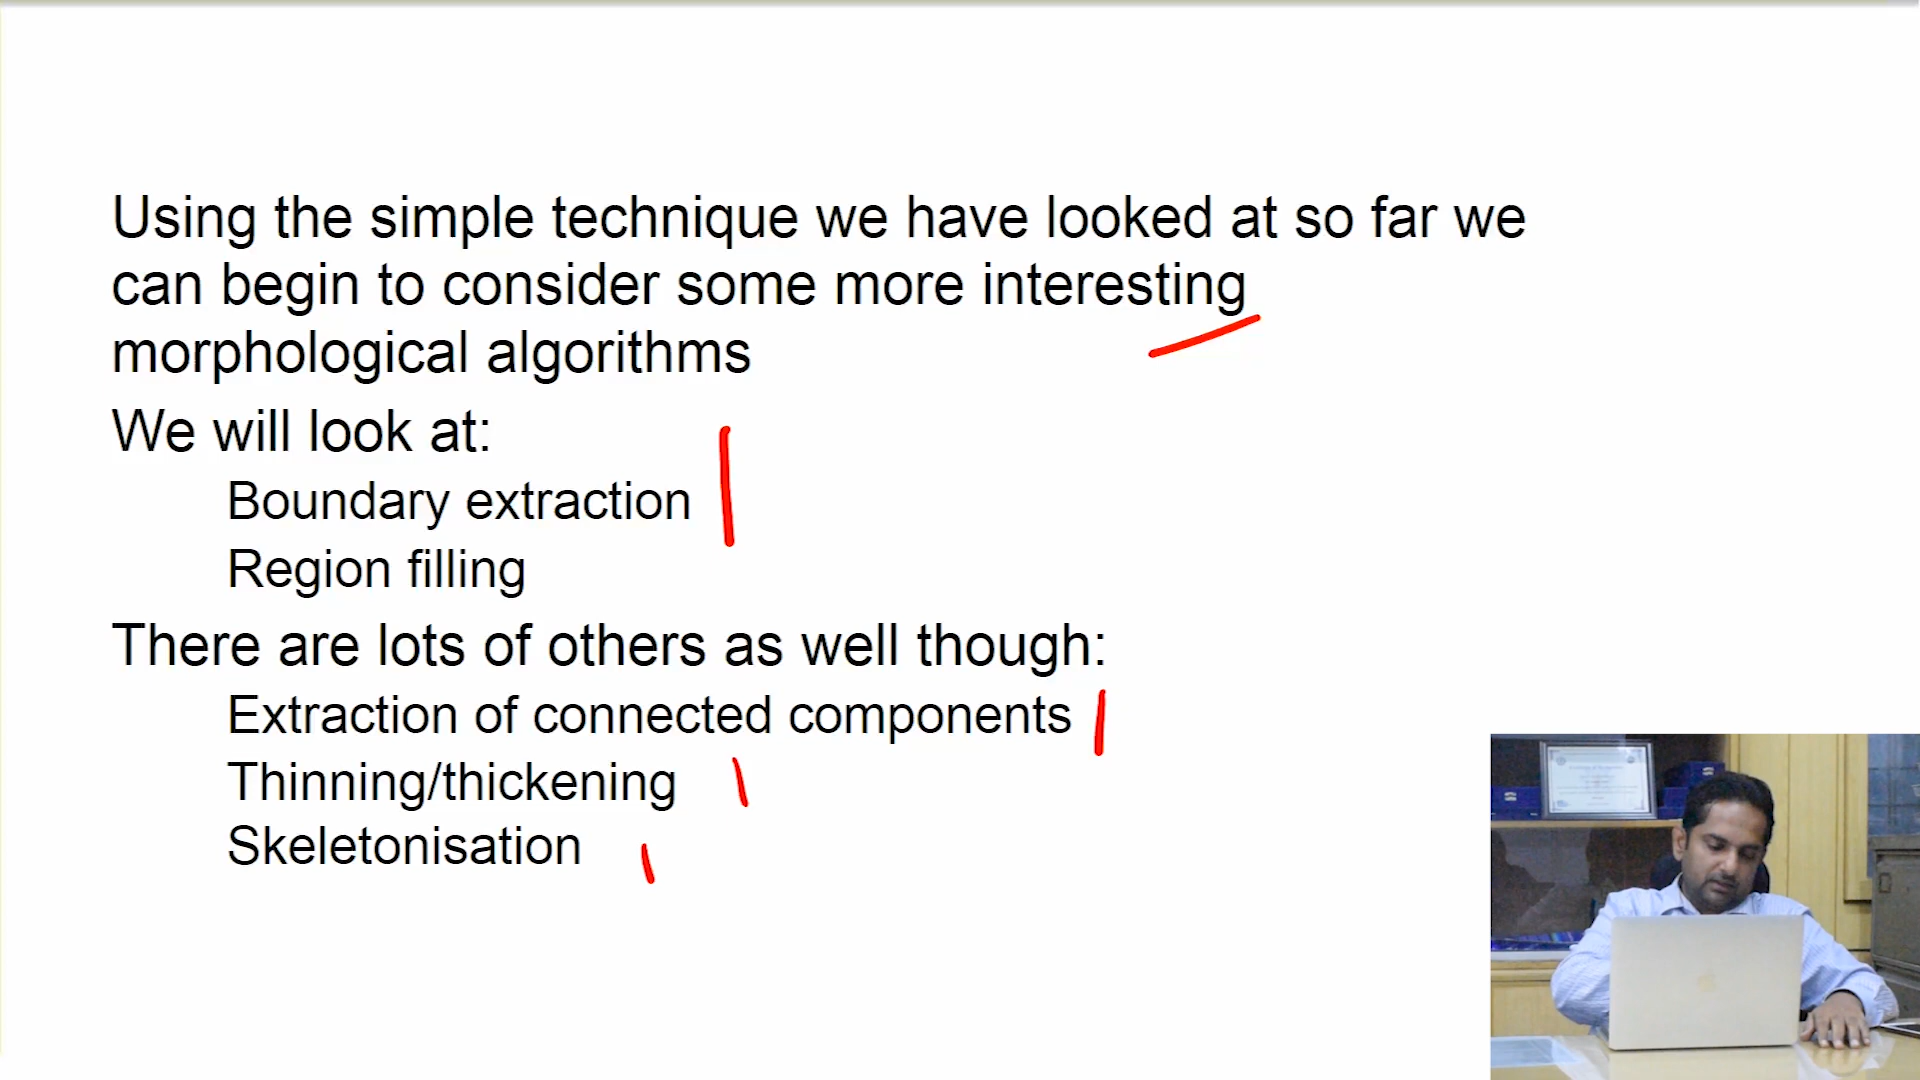 Using the simple technique we have looked at so far we
can begin to consider some more interesting
morphological algorithms
We will look at:
Boundary extraction
Region filling
There are lots of others as well though:
Extraction of connected components
Thinning/thickening
Skeletonisation